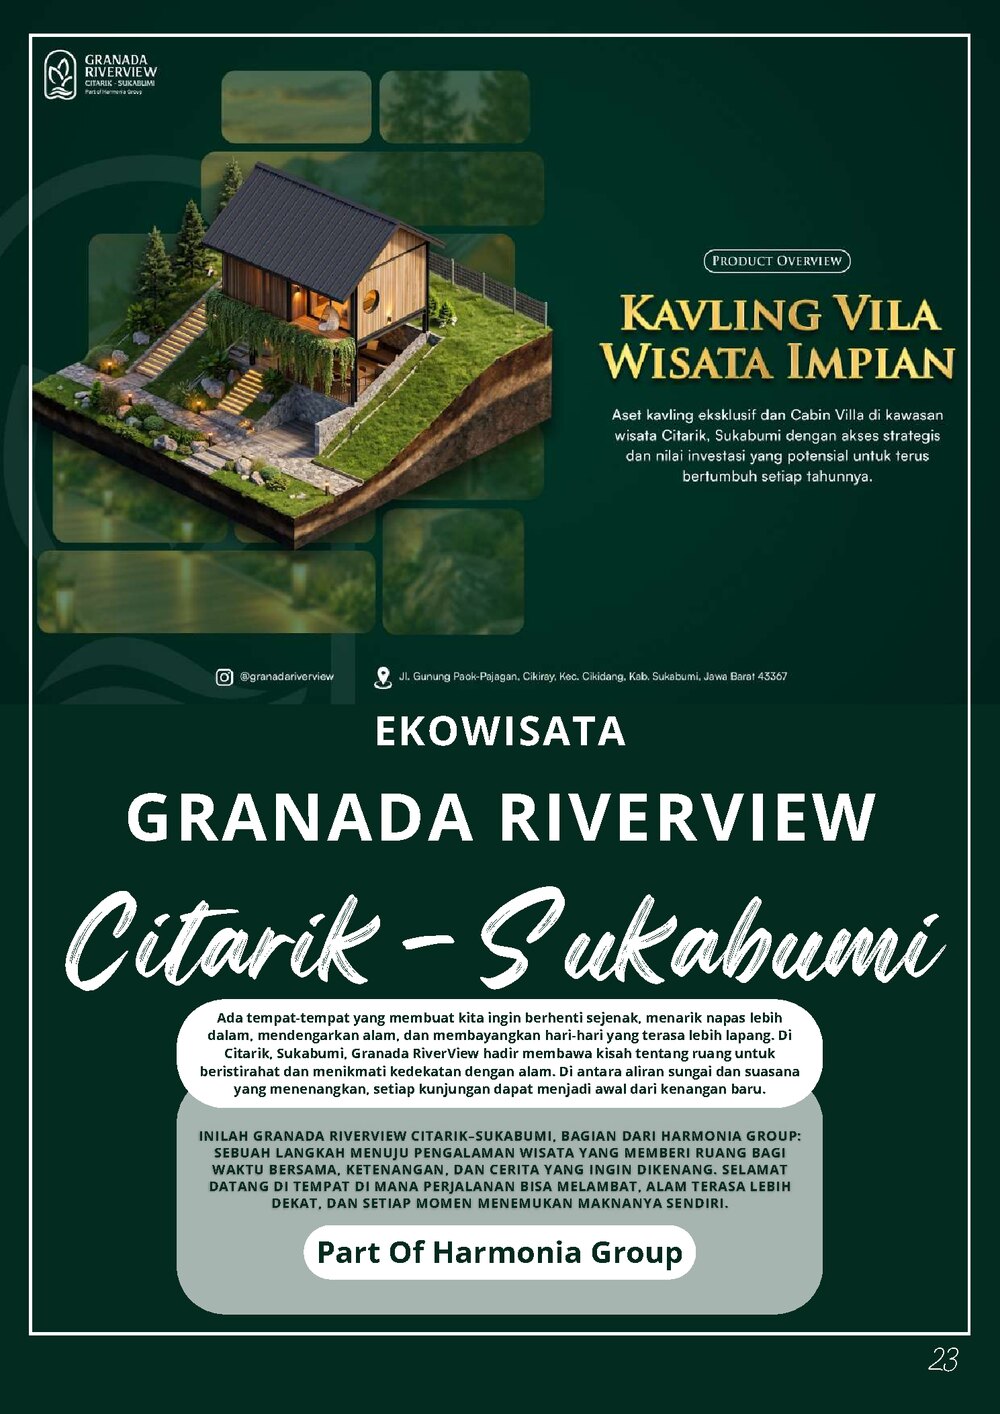 GRANADA
RIVERVIEW
CITARIK - SUKABUMI
Part of Harmonia Group
PRODUCT OVERVIEW
KAVLING VILA
WISATA IMPIAN
Aset kavling eksklusif dan Cabin Villa di kawasan
wisata Citarik, Sukabumi dengan akses strategis
dan nilai investasi yang potensial untuk terus
bertumbuh setiap tahunnya.
@granadariverview
Jl. Gunung Paok-Pajagan, Cikiray, Kec. Cikidang, Kab. Sukabumi, Jawa Barat 43367
EKOWISATA
GRANADA RIVERVIEW
Citarik - Sukabumi
Ada tempat-tempat yang membuat kita ingin berhenti sejenak, menarik napas lebih
dalam, mendengarkan alam, dan membayangkan hari-hari yang terasa lebih lapang. Di
Citarik, Sukabumi, Granada RiverView hadir membawa kisah tentang ruang untuk
beristirahat dan menikmati kedekatan dengan alam. Di antara aliran sungai dan suasana
yang menenangkan, setiap kunjungan dapat menjadi awal dari kenangan baru.
INILAH GRANADA RIVERVIEW CITARIK–SUKABUMI, BAGIAN DARI HARMONIA GROUP:
SEBUAH LANGKAH MENUJU PENGALAMAN WISATA YANG MEMBERI RUANG BAGI
WAKTU BERSAMA, KETENANGAN, DAN CERITA YANG INGIN DIKENANG. SELAMAT
DATANG DI TEMPAT DI MANA PERJALANAN BISA MELAMBAT, ALAM TERASA LEBIH
DEKAT, DAN SETIAP MOMEN MENEMUKAN MAKNANYA SENDIRI.
Part Of Harmonia Group
23